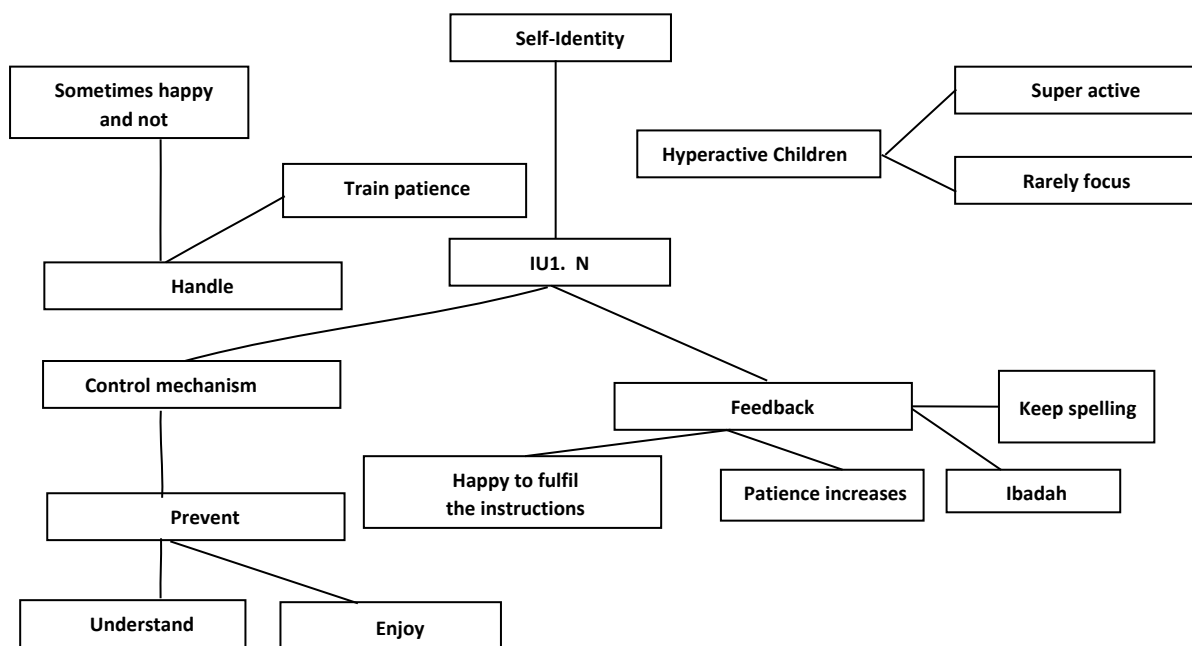 Self-Identity
Sometimes happy
and not
Super active
Hyperactive Children
Train patience
Rarely focus
IU1. N
Handle
Control mechanism
Feedback
Keep spelling
Happy to fulfil
the instructions
Patience increases
Ibadah
Prevent
Understand
Enjoy